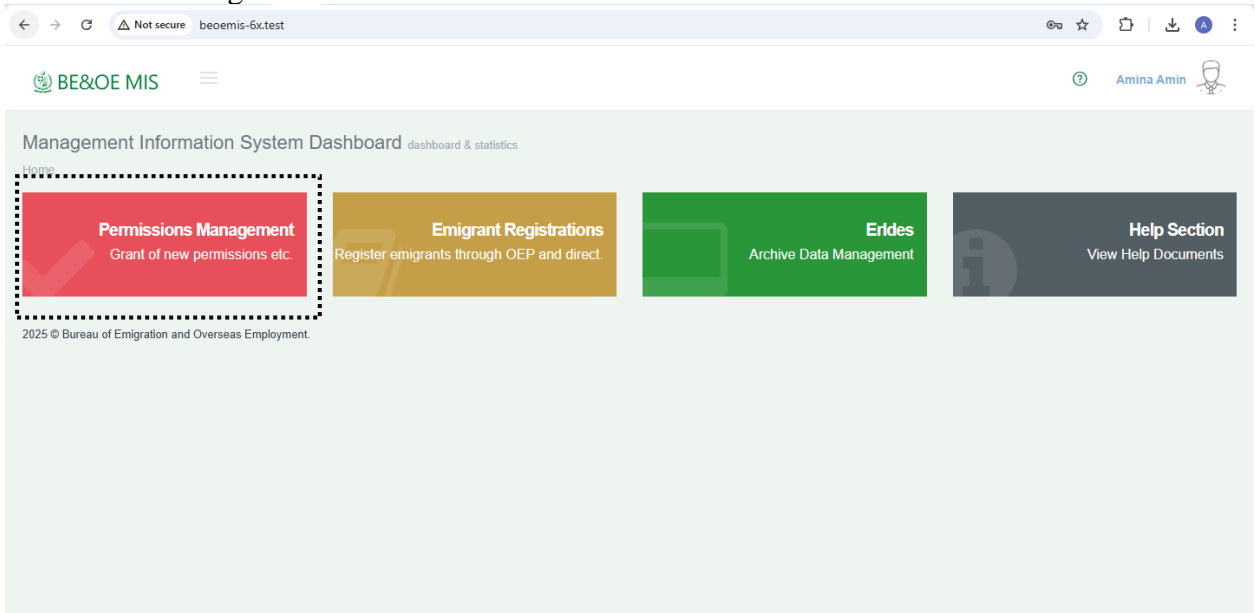 Not secure beoemis-6x.test A
BE&OE MIS Amina Amin
Management Information System Dashboard dashboard & statistics
Home
Permissions Management
Grant of new permissions etc.
Emigrant Registrations
Register emigrants through OEP and direct.
Erldes
Archive Data Management
Help Section
View Help Documents
2025 © Bureau of Emigration and Overseas Employment.